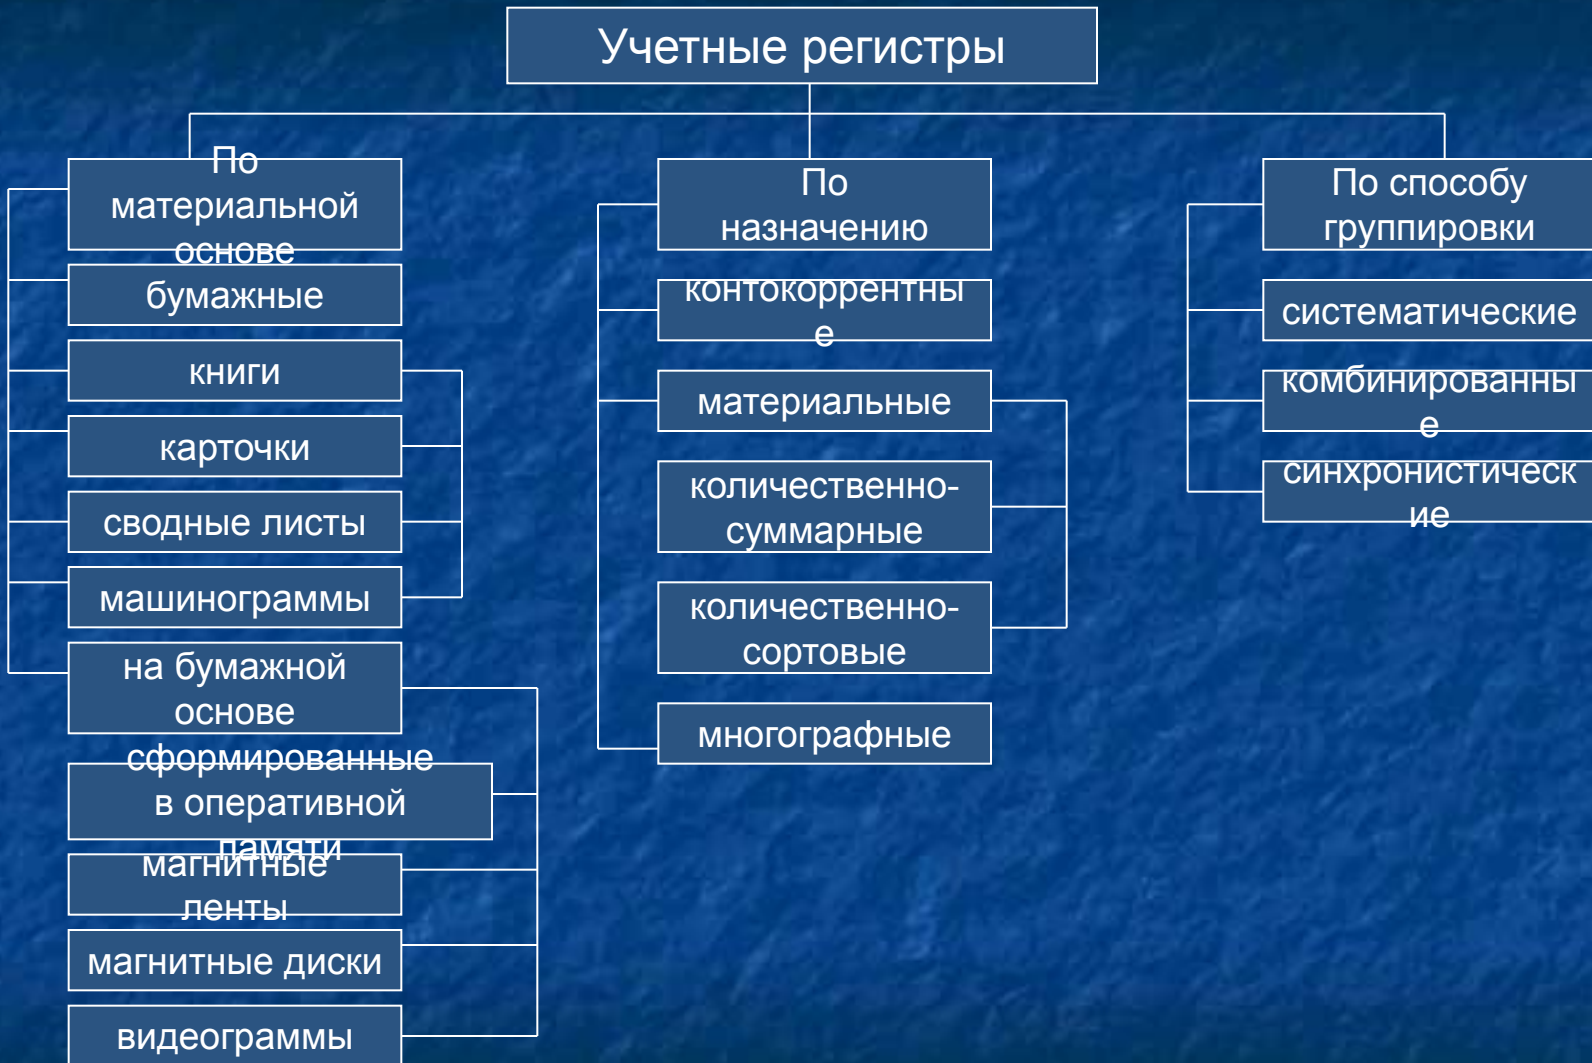 Учетные регистры
По
материальной
основе
бумажные
книги
карточки
сводные листы
машинограммы
на бумажной
основе
сформированные
в оперативной
памяти
магнитные
ленты
магнитные диски
видеограммы
По
назначению
контокоррентны
е
материальные
количественно-
суммарные
количественно-
сортовые
многографные
По способу
группировки
систематические
комбинированны
е
синхронистическ
ие